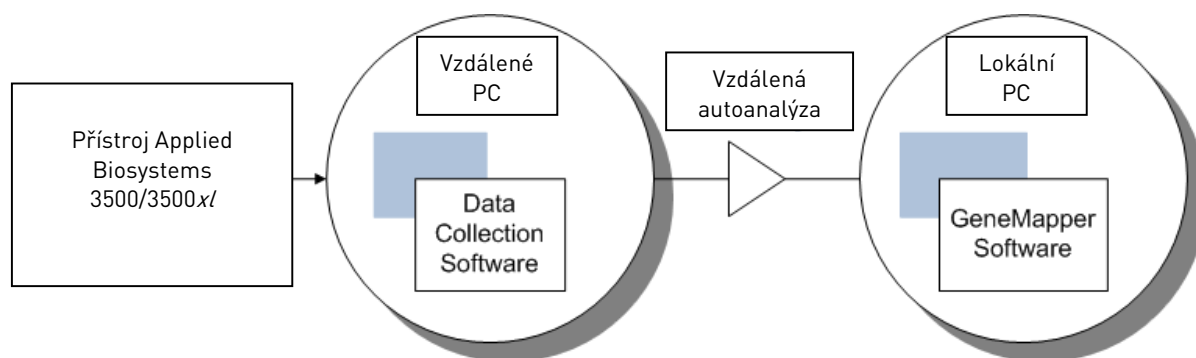 Přístroj Applied
Biosystems
3500/3500xl
Vzdálené
PC
Data
Collection
Software
Vzdálená
autoanalýza
Lokální
PC
GeneMapper
Software